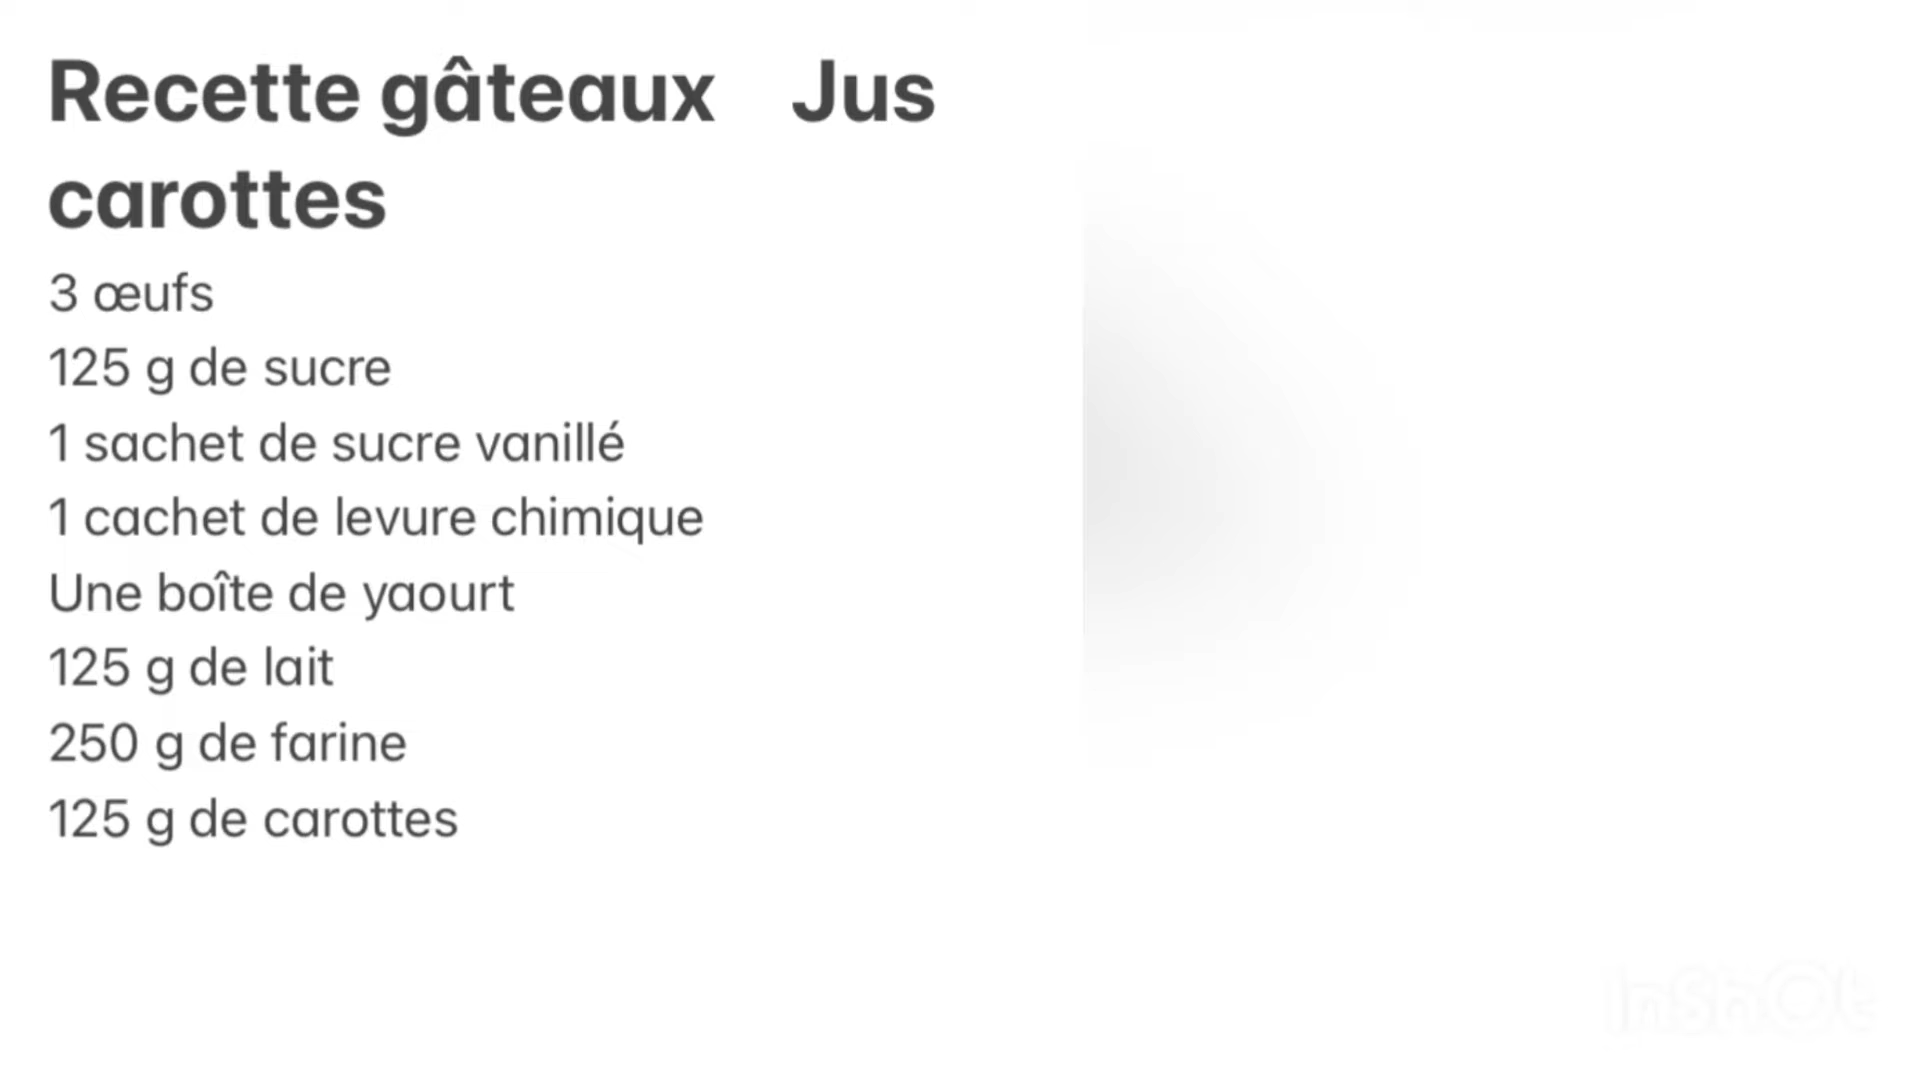 Recette gâteaux Jus
carottes
3 œufs
125 g de sucre
1 sachet de sucre vanillé
1 cachet de levure chimique
Une boîte de yaourt
125 g de lait
250 g de farine
125 g de carottes
InShOt